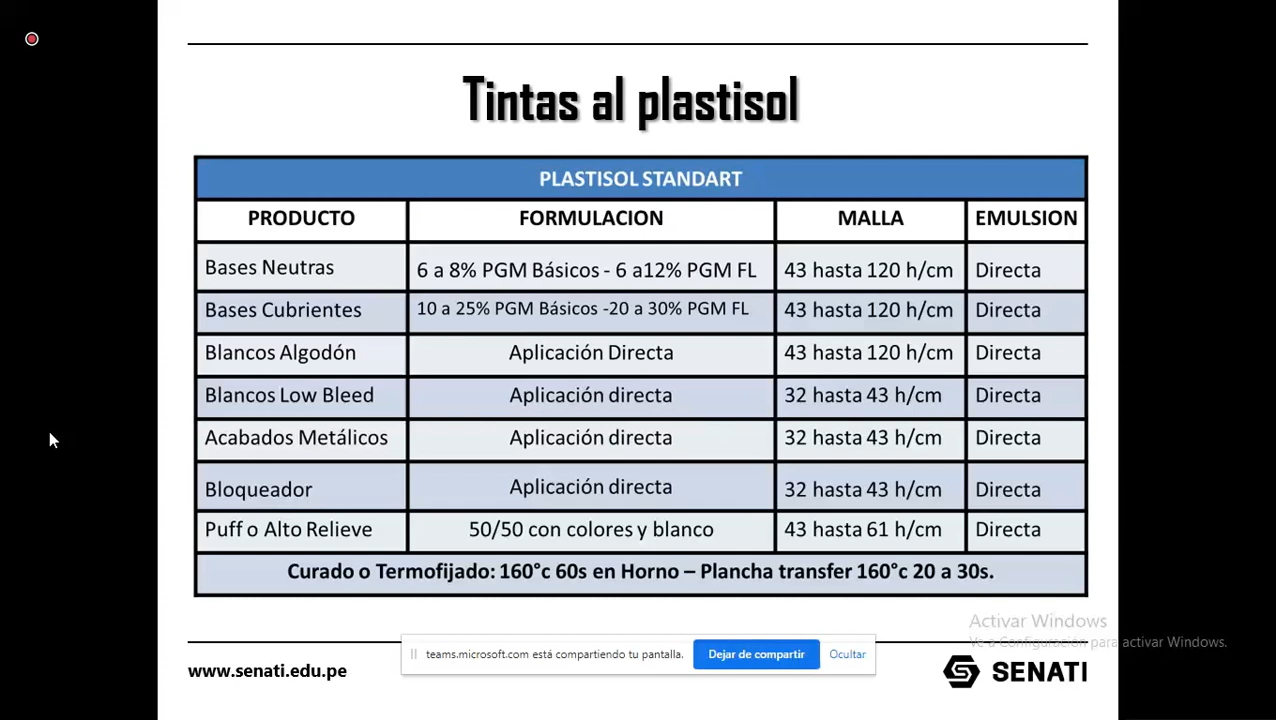 Tintas al plastisol
PLASTISOL STANDART
PRODUCTO FORMULACION MALLA EMULSION
Bases Neutras 6 a 8% PGM Básicos - 6 a12% PGM FL 43 hasta 120 h/cm Directa
Bases Cubrientes 10 a 25% PGM Básicos -20 a 30% PGM FL 43 hasta 120 h/cm Directa
Blancos Algodón Aplicación Directa 43 hasta 120 h/cm Directa
Blancos Low Bleed Aplicación directa 32 hasta 43 h/cm Directa
Acabados Metálicos Aplicación directa 32 hasta 43 h/cm Directa
Bloqueador Aplicación directa 32 hasta 43 h/cm Directa
Puff o Alto Relieve 50/50 con colores y blanco 43 hasta 61 h/cm Directa
Curado o Termofijado: 160°c 60s en Horno – Plancha transfer 160°c 20 a 30s.
Activar Windows
Ve a Configuración para activar Windows.
teams.microsoft.com está compartiendo tu pantalla. Dejar de compartir Ocultar
www.senati.edu.pe SENATI